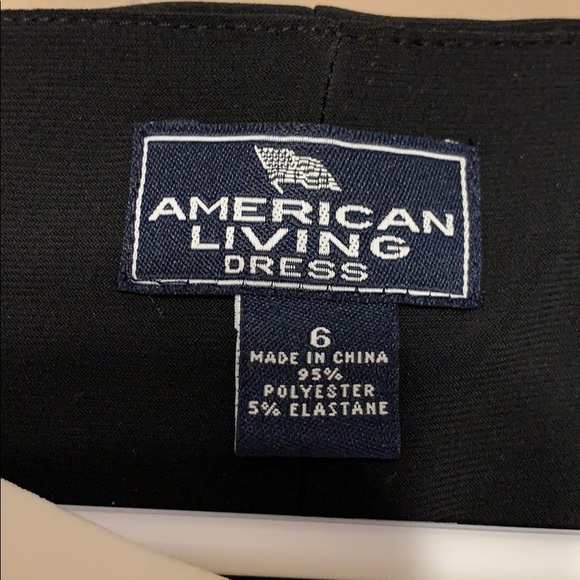 AMERICAN
LIVING
DRESS
6
MADE IN CHINA
95%
POLYESTER
5% ELASTANE